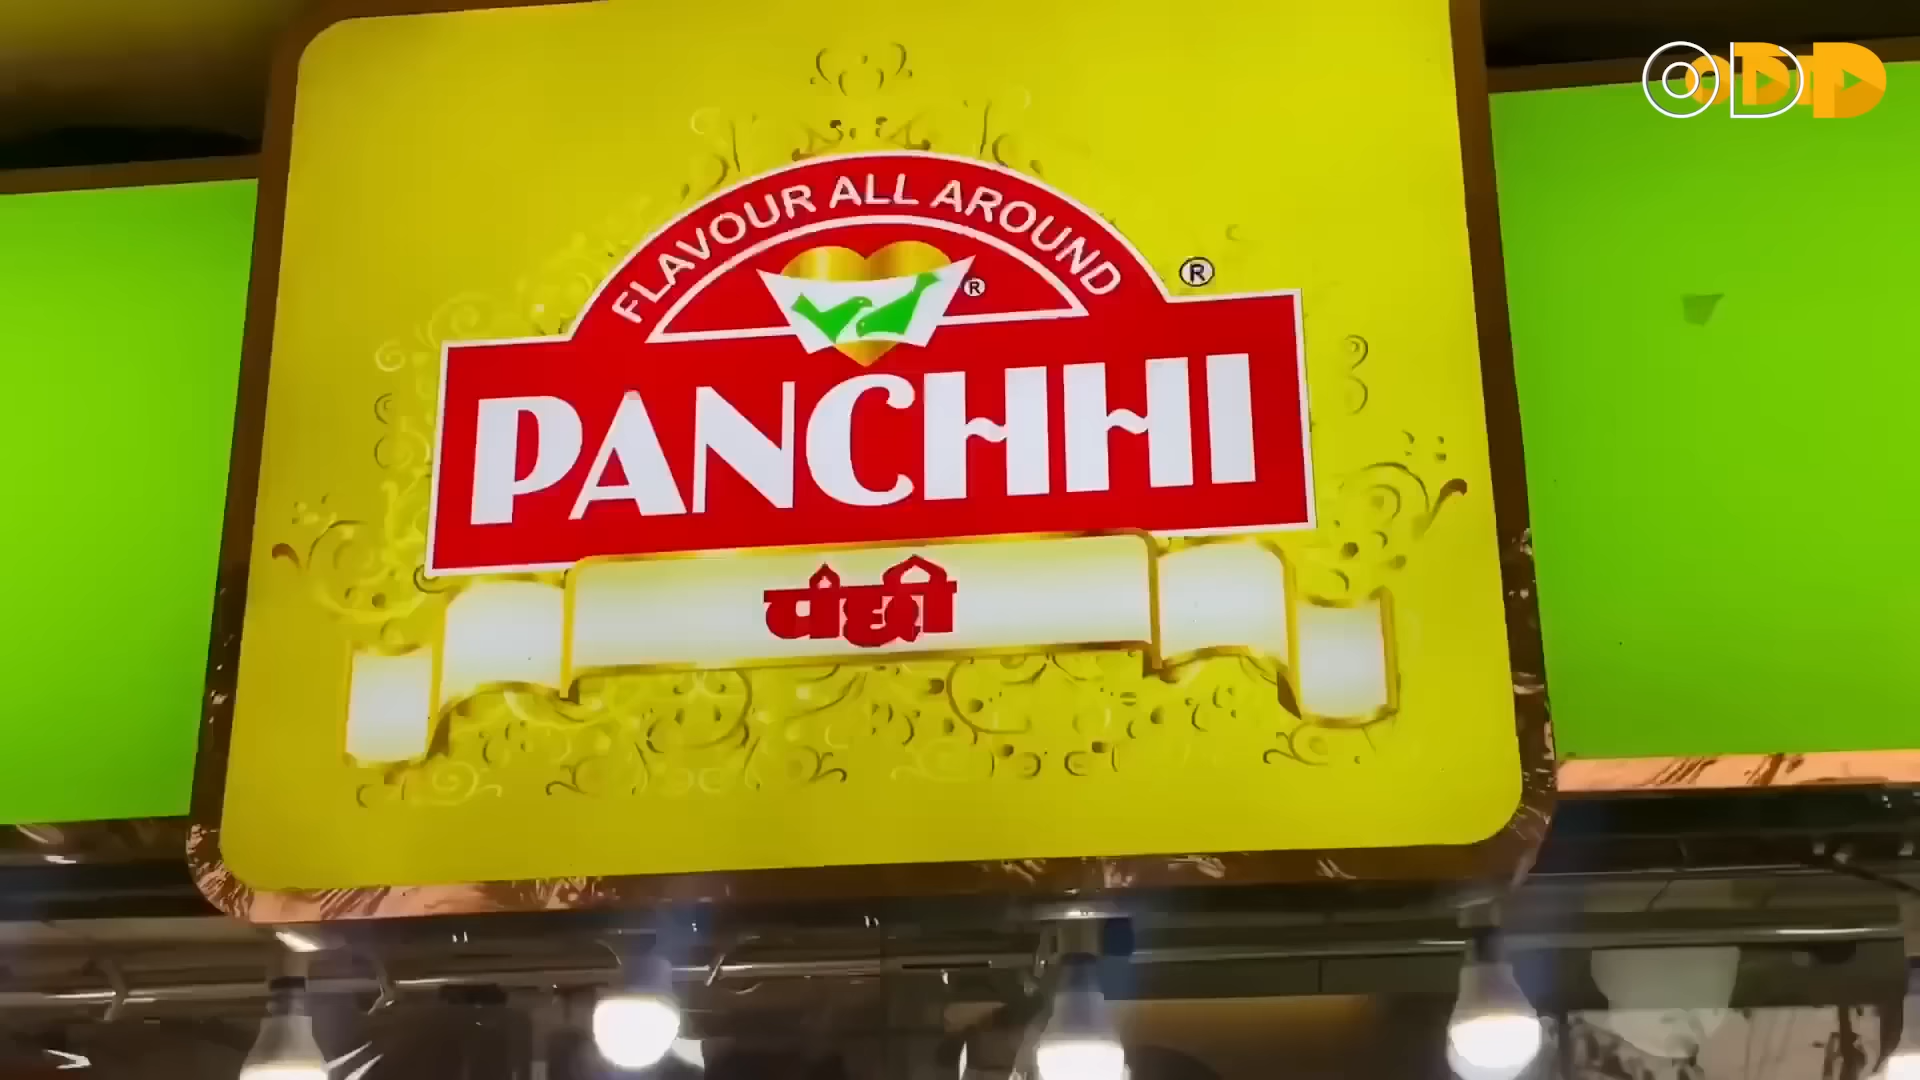 FLAVOUR ALL AROUND
®
®
PANCHHI
पंछी